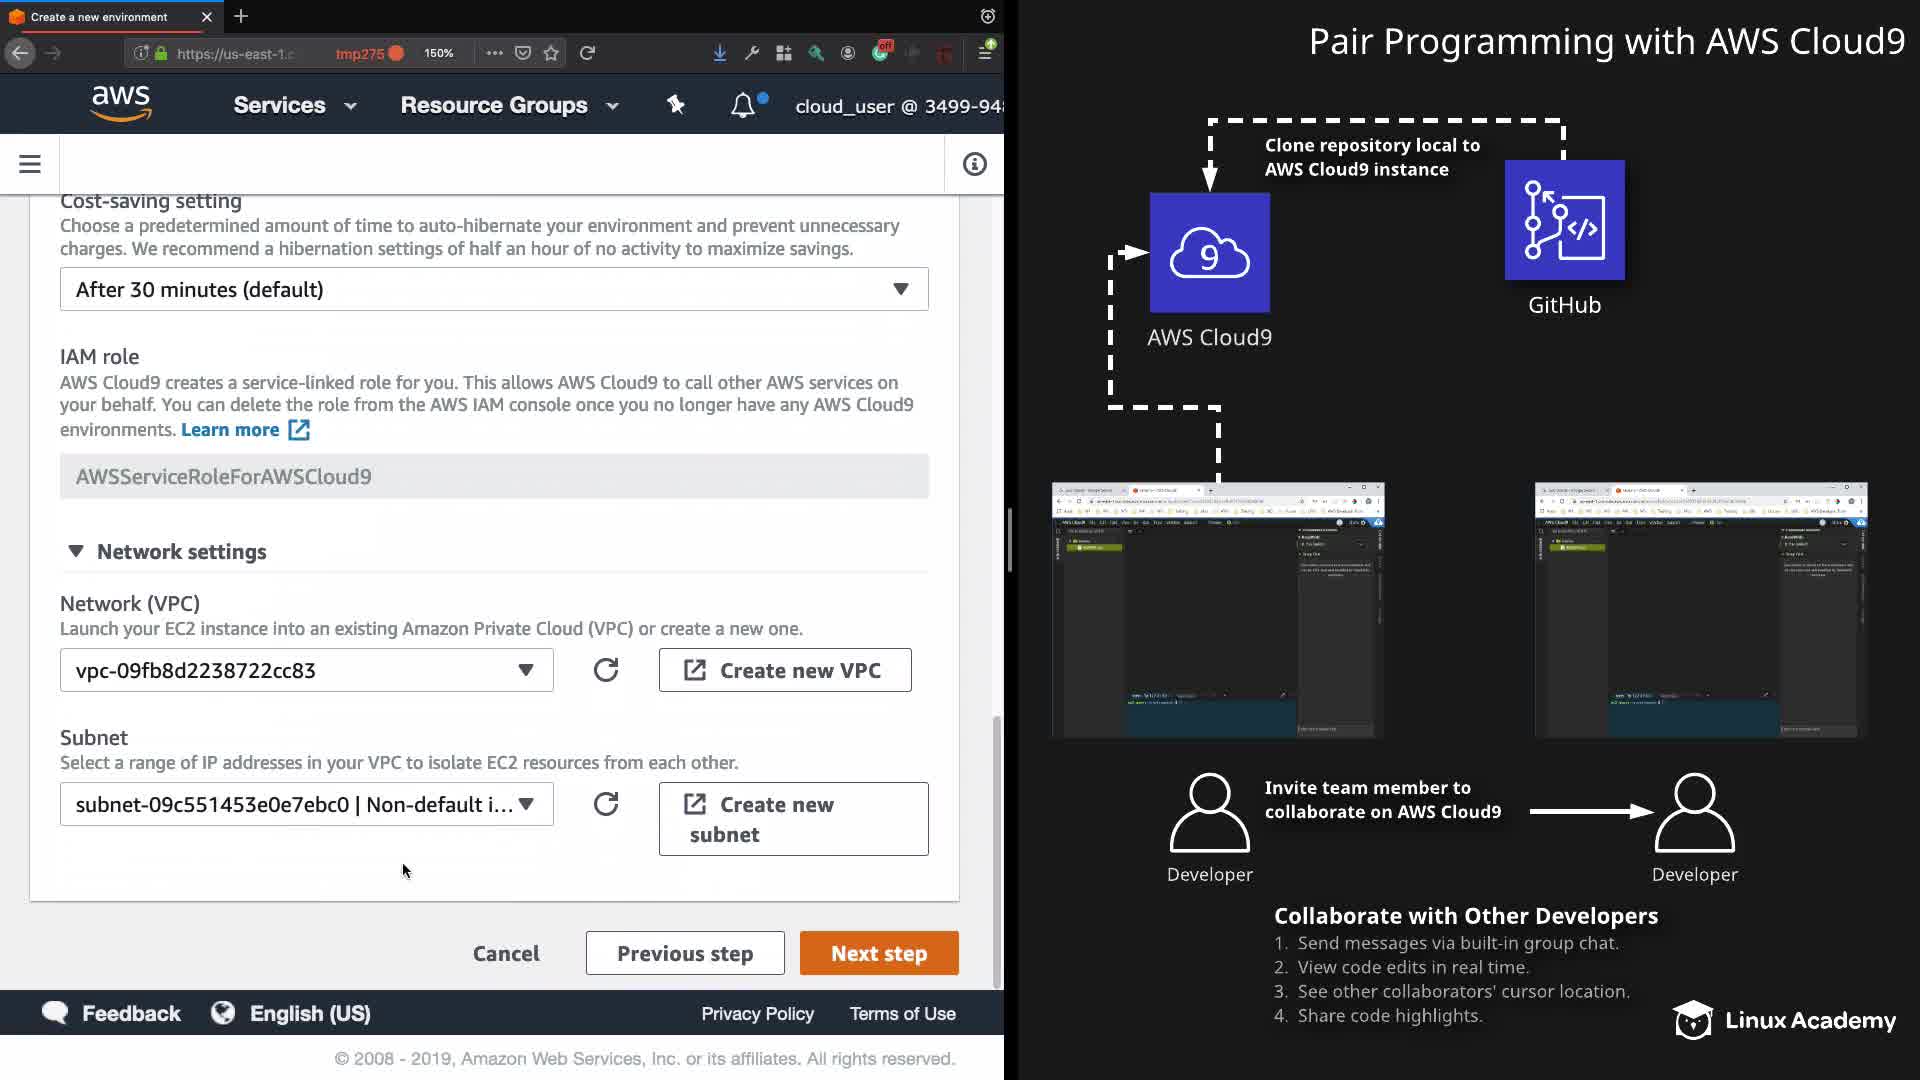 Create a new environment
https://us-east-1.c
tmp275
150%
off
aws
Services
Resource Groups
cloud_user @ 3499-948
Cost-saving setting
Choose a predetermined amount of time to auto-hibernate your environment and prevent unnecessary
charges. We recommend a hibernation settings of half an hour of no activity to maximize savings.
After 30 minutes (default)
IAM role
AWS Cloud9 creates a service-linked role for you. This allows AWS Cloud9 to call other AWS services on
your behalf. You can delete the role from the AWS IAM console once you no longer have any AWS Cloud9
environments. Learn more
AWSServiceRoleForAWSCloud9
Network settings
Network (VPC)
Launch your EC2 instance into an existing Amazon Private Cloud (VPC) or create a new one.
vpc-09fb8d2238722cc83
Create new VPC
Subnet
Select a range of IP addresses in your VPC to isolate EC2 resources from each other.
subnet-09c551453e0e7ebc0 | Non-default i...
Create new
subnet
Cancel
Previous step
Next step
Feedback
English (US)
Privacy Policy
Terms of Use
© 2008 - 2019, Amazon Web Services, Inc. or its affiliates. All rights reserved.
Pair Programming with AWS Cloud9
Clone repository local to
AWS Cloud9 instance
9
AWS Cloud9
</>
GitHub
Invite team member to
collaborate on AWS Cloud9
Developer
Developer
Collaborate with Other Developers
1. Send messages via built-in group chat.
2. View code edits in real time.
3. See other collaborators' cursor location.
4. Share code highlights.
Linux Academy